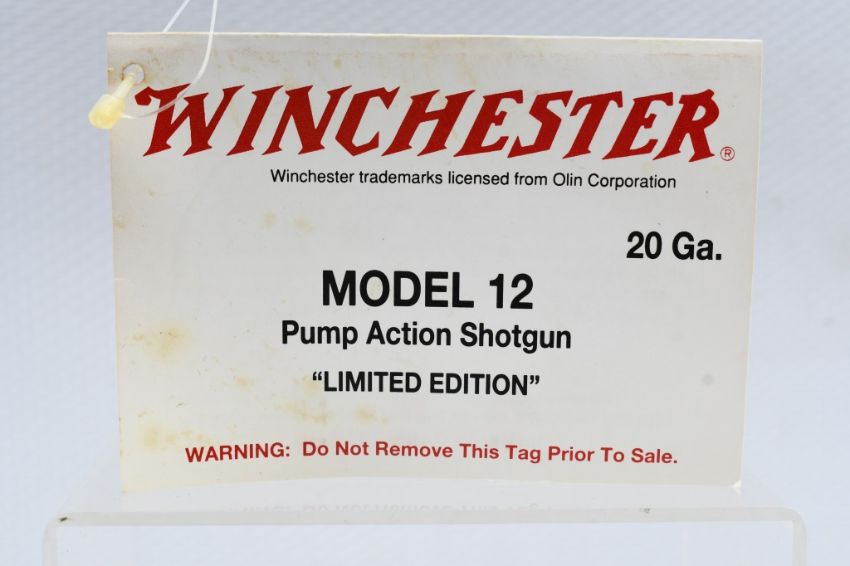 WINCHESTER®
Winchester trademarks licensed from Olin Corporation
20 Ga.
MODEL 12
Pump Action Shotgun
“LIMITED EDITION”
WARNING: Do Not Remove This Tag Prior To Sale.